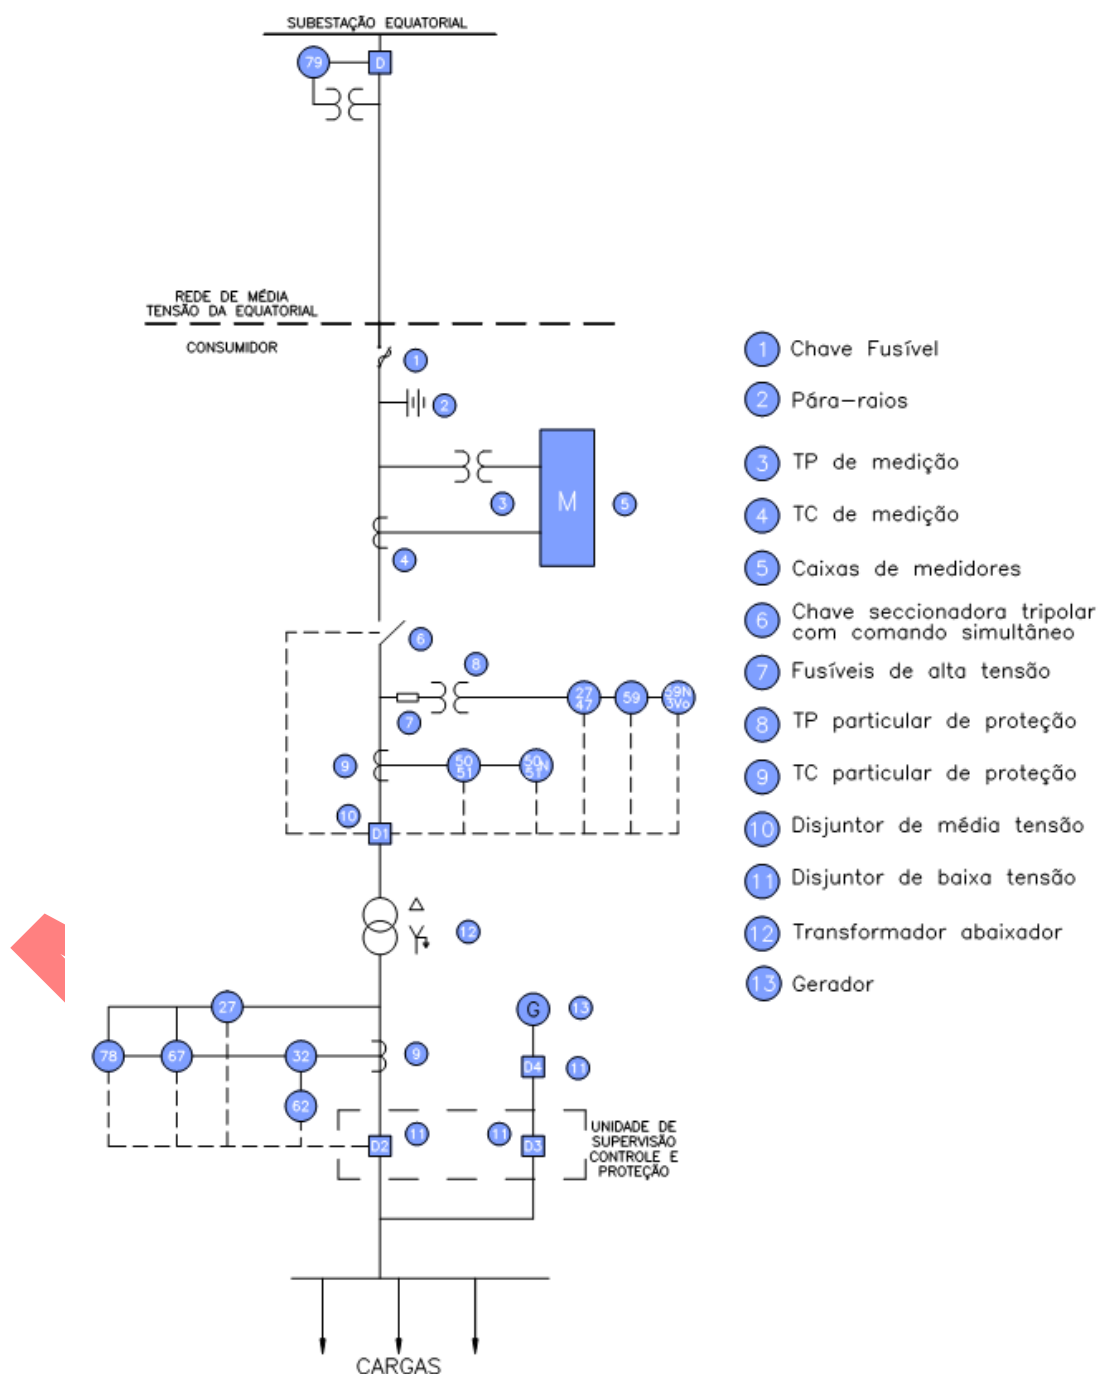 SUBESTAÇÃO EQUATORIAL
79
D
REDE DE MÉDIA
TENSÃO DA EQUATORIAL
CONSUMIDOR
1
2
3
M
5
4
6
8
7
27
47
59
59N
3Vo
9
50
51
50
51N
10
D1
12
27
G
13
78
67
32
9
D4
11
62
11
11
D2
D3
UNIDADE DE
SUPERVISÃO
CONTROLE E
PROTEÇÃO
CARGAS
1 Chave Fusível
2 Pára-raios
3 TP de medição
4 TC de medição
5 Caixas de medidores
6 Chave seccionadora tripolar
com comando simultâneo
7 Fusíveis de alta tensão
8 TP particular de proteção
9 TC particular de proteção
10 Disjuntor de média tensão
11 Disjuntor de baixa tensão
12 Transformador abaixador
13 Gerador